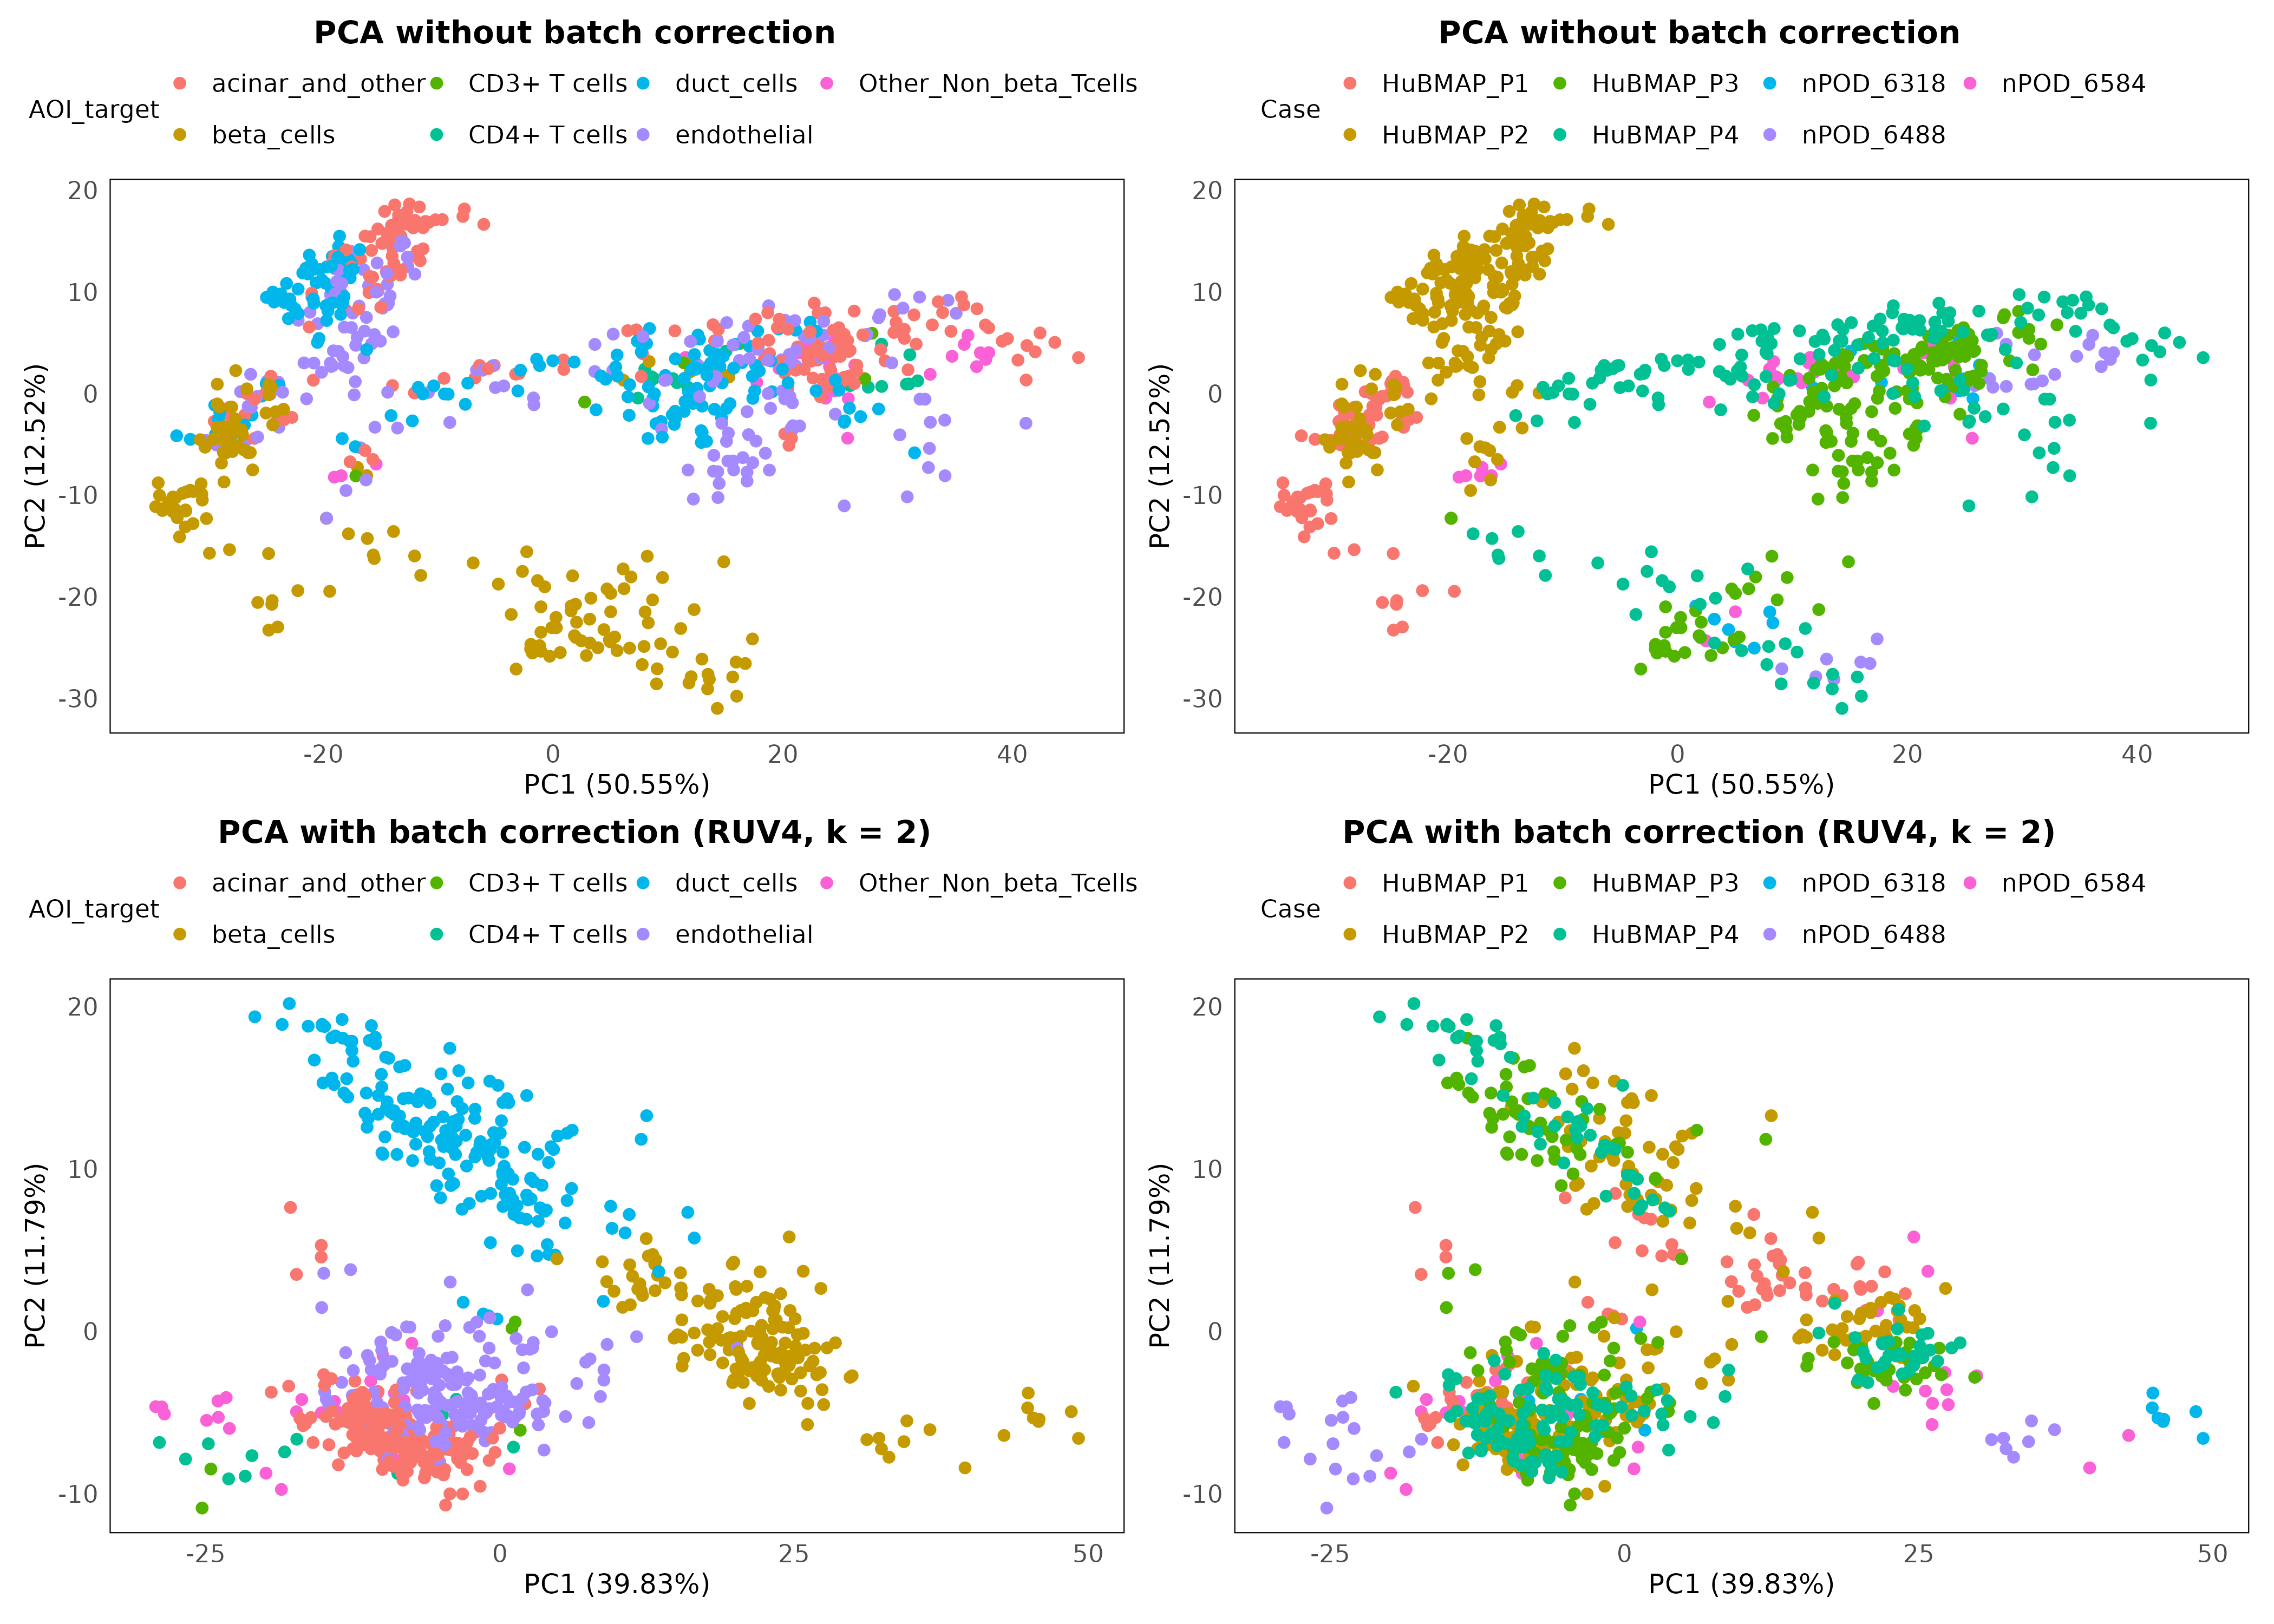 PCA without batch correction
AOI_target
acinar_and_other CD3+ T cells duct_cells Other_Non_beta_Tcells
beta_cells CD4+ T cells endothelial
PC2 (12.52%)
20
10
0
-10
-20
-30
-20 0 20 40
PC1 (50.55%)
PCA without batch correction
Case
HuBMAP_P1 HuBMAP_P3 nPOD_6318 nPOD_6584
HuBMAP_P2 HuBMAP_P4 nPOD_6488
PC2 (12.52%)
20
10
0
-10
-20
-30
-20 0 20 40
PC1 (50.55%)
PCA with batch correction (RUV4, k = 2)
AOI_target
acinar_and_other CD3+ T cells duct_cells Other_Non_beta_Tcells
beta_cells CD4+ T cells endothelial
PC2 (11.79%)
20
10
0
-10
-25 0 25 50
PC1 (39.83%)
PCA with batch correction (RUV4, k = 2)
Case
HuBMAP_P1 HuBMAP_P3 nPOD_6318 nPOD_6584
HuBMAP_P2 HuBMAP_P4 nPOD_6488
PC2 (11.79%)
20
10
0
-10
-25 0 25 50
PC1 (39.83%)